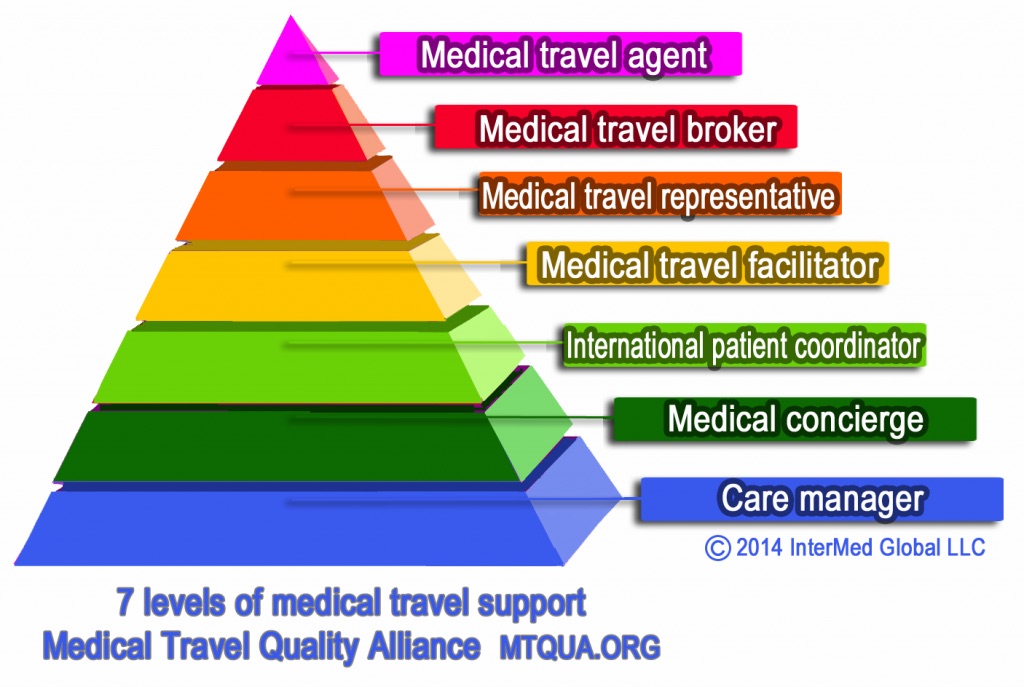 Medical travel agent
Medical travel broker
Medical travel representative
Medical travel facilitator
International patient coordinator
Medical concierge
Care manager
© 2014 InterMed Global LLC
7 levels of medical travel support
Medical Travel Quality Alliance MTQUA.ORG